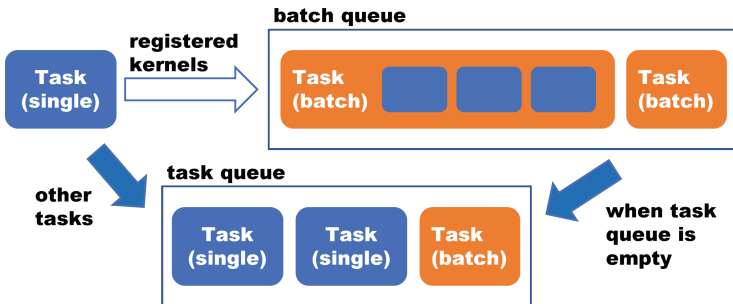 batch queue
registered
kernels
Task
(single)
Task
(batch)
Task
(batch)
task queue
other
tasks
Task
(single)
Task
(single)
Task
(batch)
when task
queue is
empty